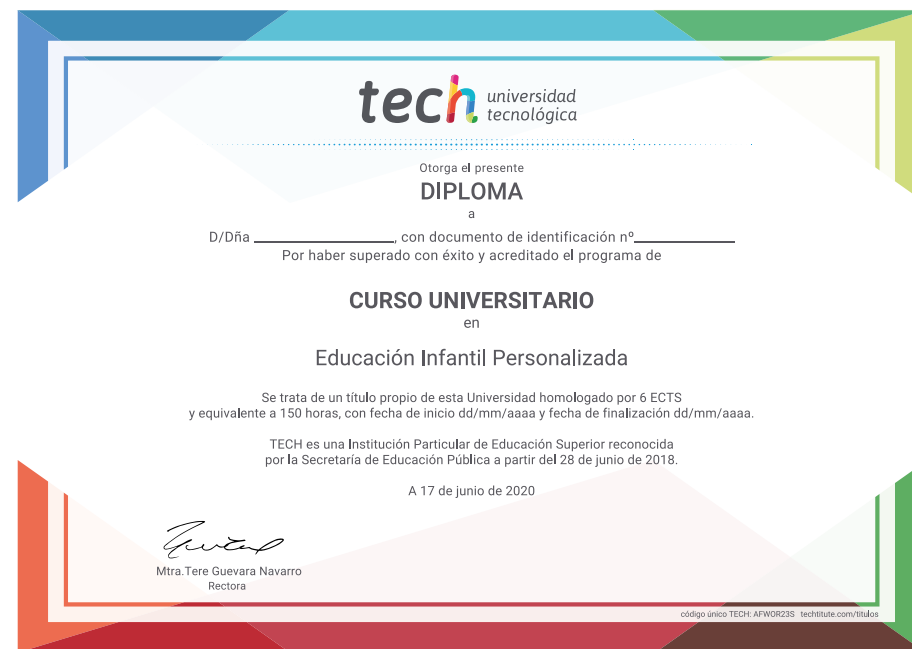 tech universidad
tecnológica
Otorga el presente
DIPLOMA
a
D/Dña ____________, con documento de identificación nº____________
Por haber superado con éxito y acreditado el programa de
CURSO UNIVERSITARIO
en
Educación Infantil Personalizada
Se trata de un título propio de esta Universidad homologado por 6 ECTS
y equivalente a 150 horas, con fecha de inicio dd/mm/aaaa y fecha de finalización dd/mm/aaaa.
TECH es una Institución Particular de Educación Superior reconocida
por la Secretaría de Educación Pública a partir del 28 de junio de 2018.
A 17 de junio de 2020
Mtra.Tere Guevara Navarro
Rectora
código único TECH: AFWOR23S techtitute.com/titulos